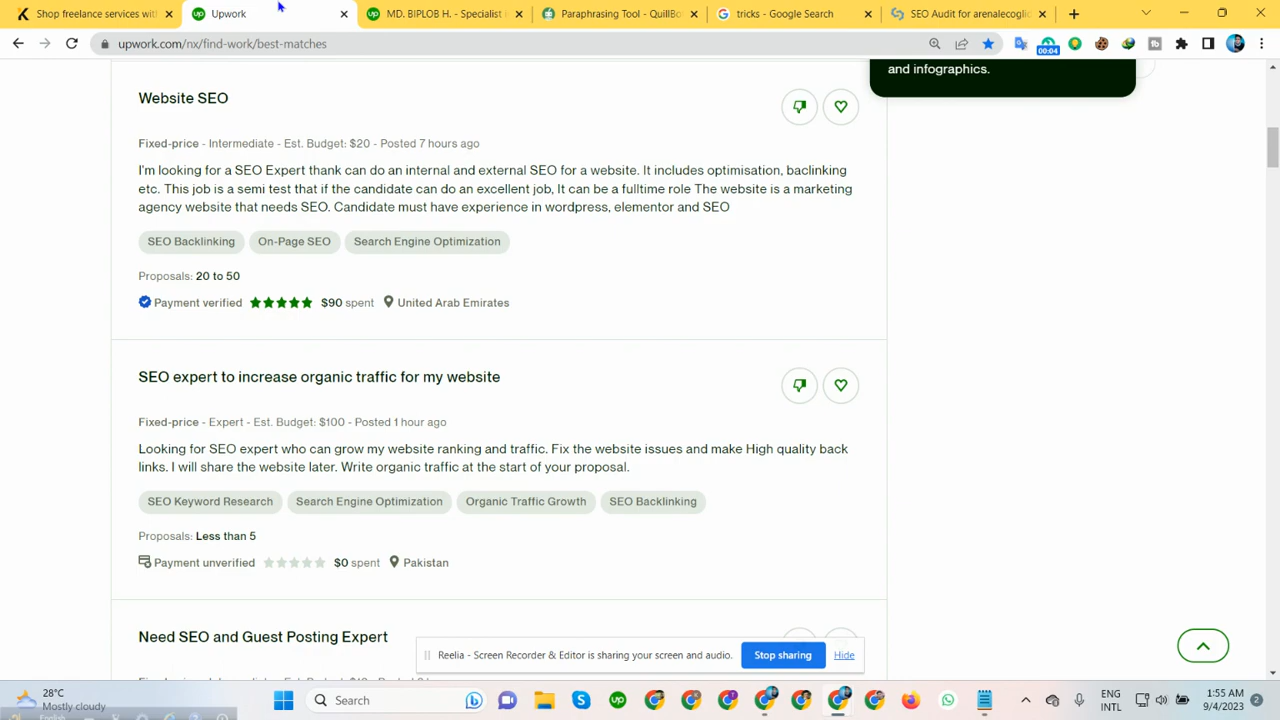 Shop freelance services wit
Upwork
MD. BIPLOB H. - Specialist i
Paraphrasing Tool - QuillBo
tricks - Google Search
SEO Audit for arenalecoglic
upwork.com/nx/find-work/best-matches
00:04
and infographics.
Website SEO
Fixed-price - Intermediate - Est. Budget: $20 - Posted 7 hours ago
I'm looking for a SEO Expert thank can do an internal and external SEO for a website. It includes optimisation, baclinking
etc. This job is a semi test that if the candidate can do an excellent job, It can be a fulltime role The website is a marketing
agency website that needs SEO. Candidate must have experience in wordpress, elementor and SEO
SEO Backlinking
On-Page SEO
Search Engine Optimization
Proposals: 20 to 50
Payment verified
$90 spent
United Arab Emirates
SEO expert to increase organic traffic for my website
Fixed-price - Expert - Est. Budget: $100 - Posted 1 hour ago
Looking for SEO expert who can grow my website ranking and traffic. Fix the website issues and make High quality back
links. I will share the website later. Write organic traffic at the start of your proposal.
SEO Keyword Research
Search Engine Optimization
Organic Traffic Growth
SEO Backlinking
Proposals: Less than 5
Payment unverified
$0 spent
Pakistan
Need SEO and Guest Posting Expert
Reelia - Screen Recorder & Editor is sharing your screen and audio.
Stop sharing
Hide
28°C
Mostly cloudy
English
Search
ENG
INTL
1:55 AM
9/4/2023
2